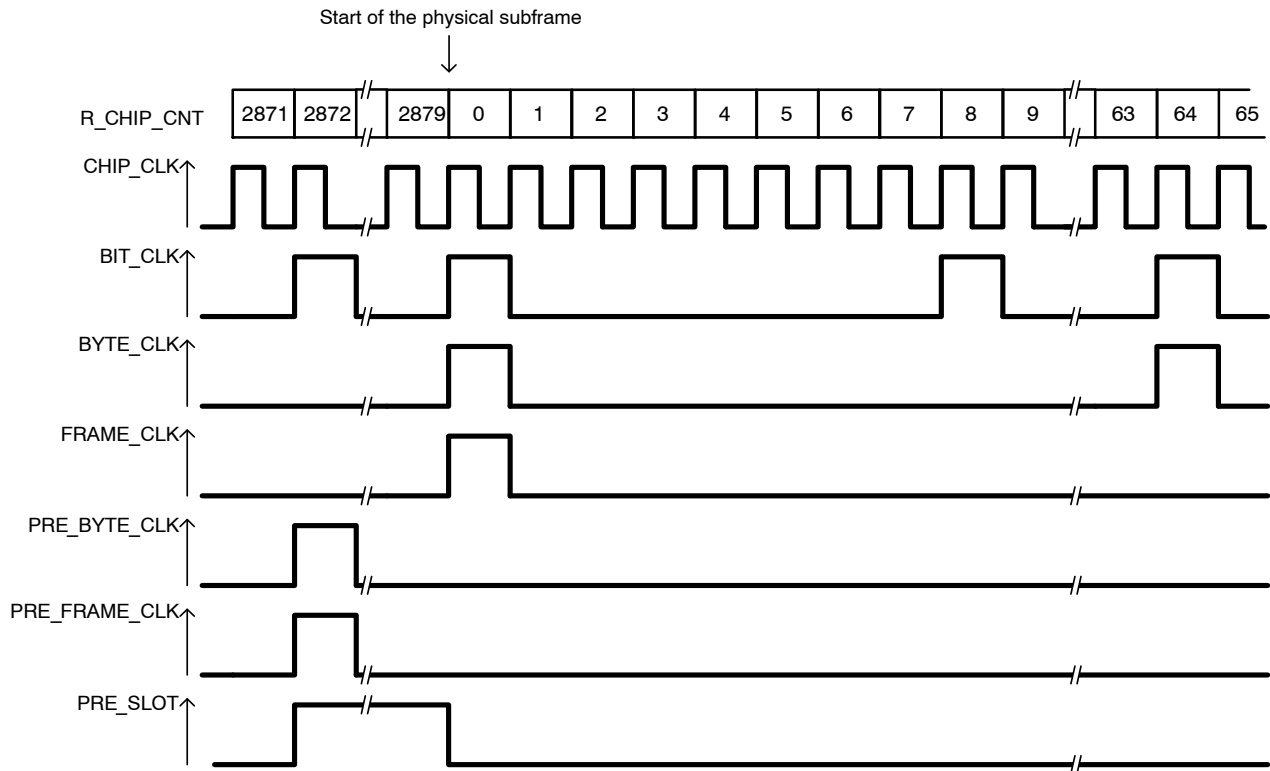 Start of the physical subframe
R_CHIP_CNT 2871 2872 2879 0 1 2 3 4 5 6 7 8 9 63 64 65
CHIP_CLK
BIT_CLK
BYTE_CLK
FRAME_CLK
PRE_BYTE_CLK
PRE_FRAME_CLK
PRE_SLOT